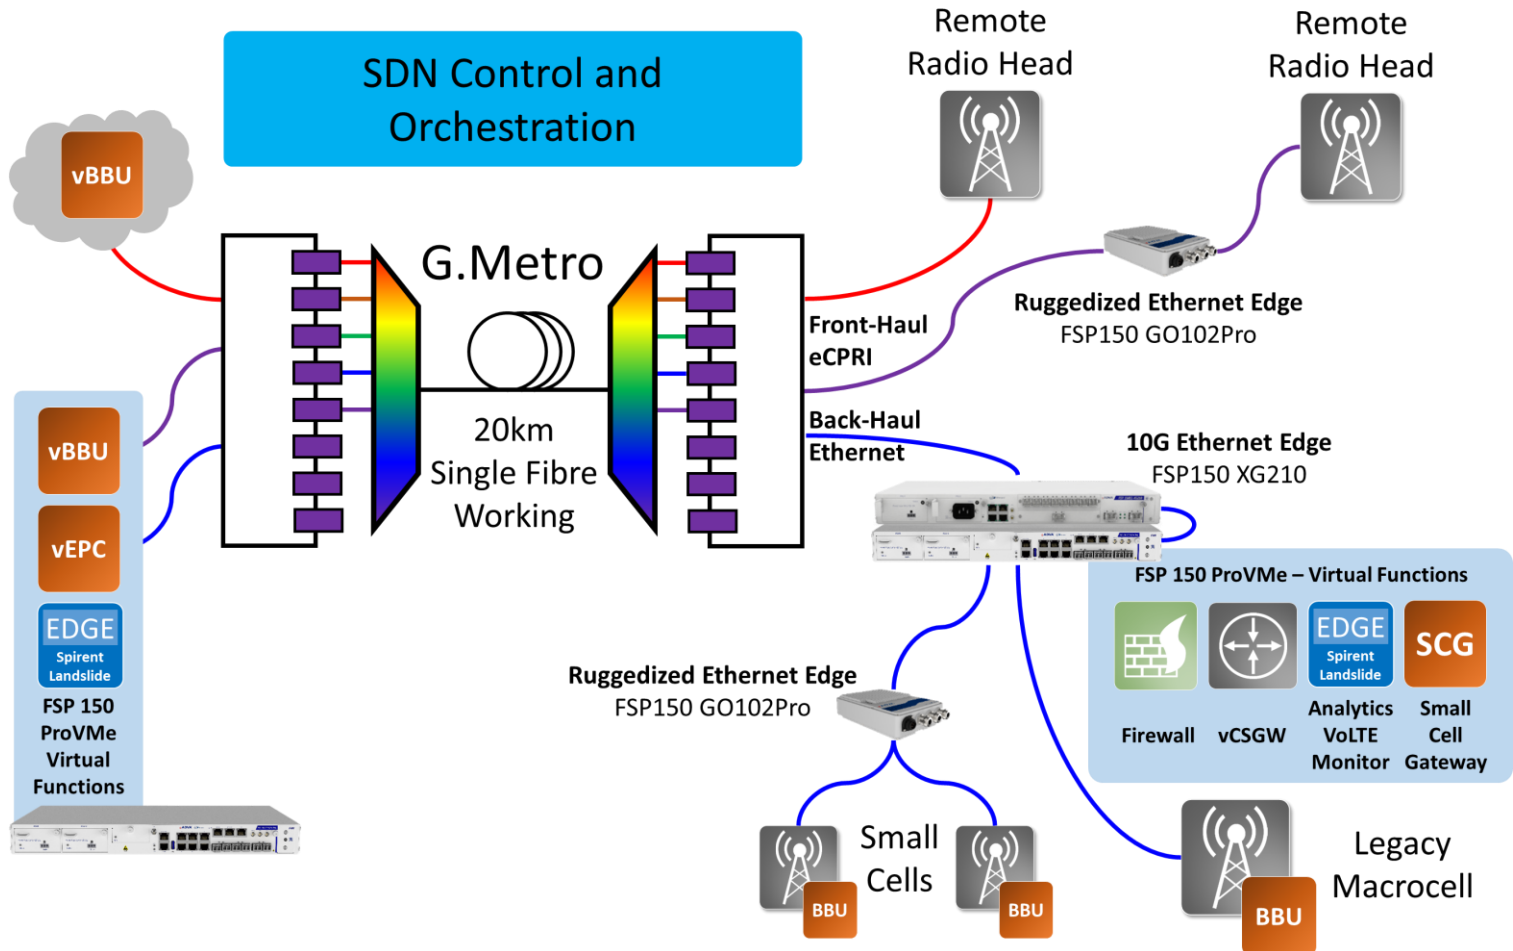 SDN Control and
Orchestration
Remote
Radio Head
Remote
Radio Head
vBBU
G.Metro
20km
Single Fibre
Working
Front-Haul
eCPRI
Back-Haul
Ethernet
Ruggedized Ethernet Edge
FSP150 GO102Pro
10G Ethernet Edge
FSP150 XG210
vBBU
vEPC
EDGE
Spirent
Landslide
FSP 150
ProVMe
Virtual
Functions
FSP 150 ProVMe – Virtual Functions
EDGE
Spirent
Landslide
SCG
Firewall
vCSGW
Analytics
VoLTE
Monitor
Small
Cell
Gateway
Ruggedized Ethernet Edge
FSP150 GO102Pro
Small
Cells
BBU
BBU
Legacy
Macrocell
BBU